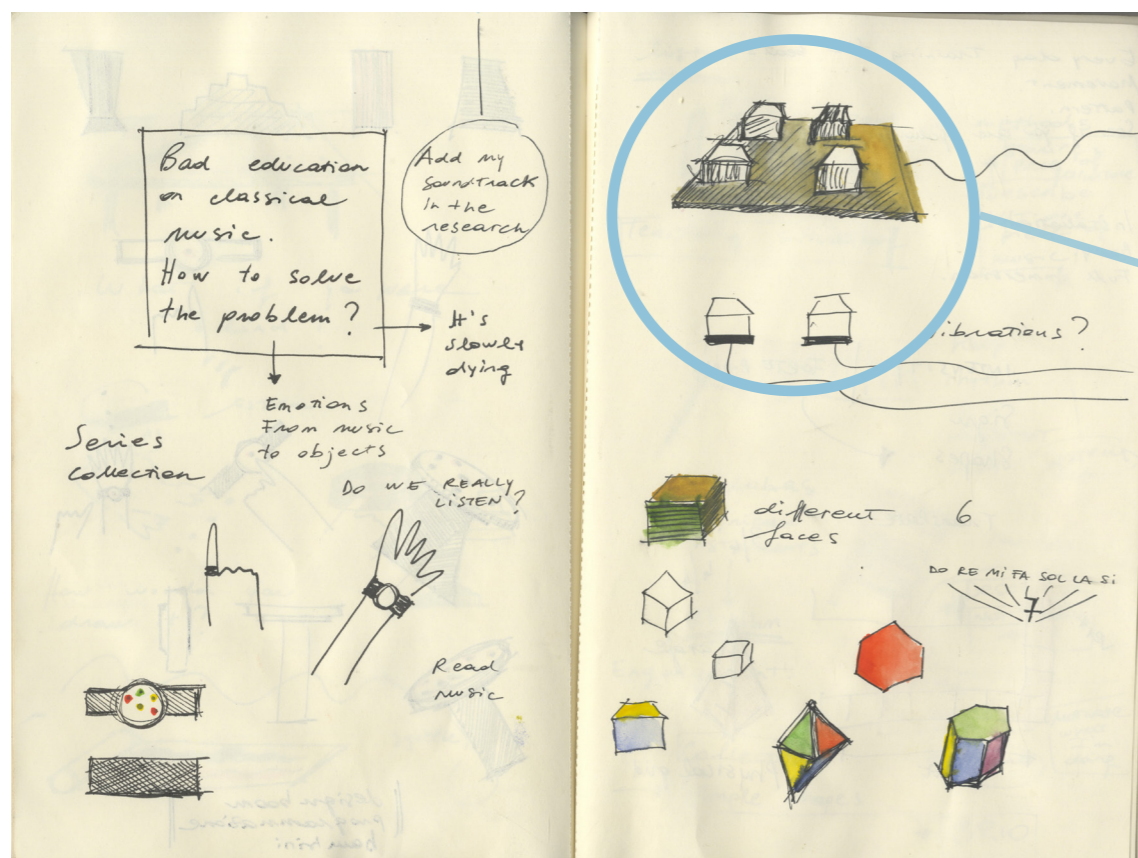 Bad education
on classical
music.
How to solve
the problem?
Add my
soundtrack
In the
research
It's
slowly
dying
Emotions
From music
to objects
Series
Collection
DO WE REALLY
LISTEN?
Read
music
ibrations?
different
faces
6
DO RE MI FA SOL LA SI
7